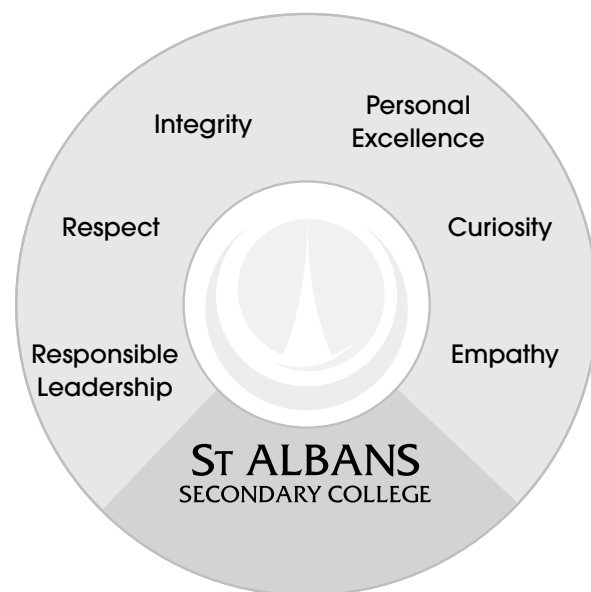 Integrity
Personal
Excellence
Respect
Curiosity
Responsible
Leadership
Empathy
ST ALBANS
SECONDARY COLLEGE